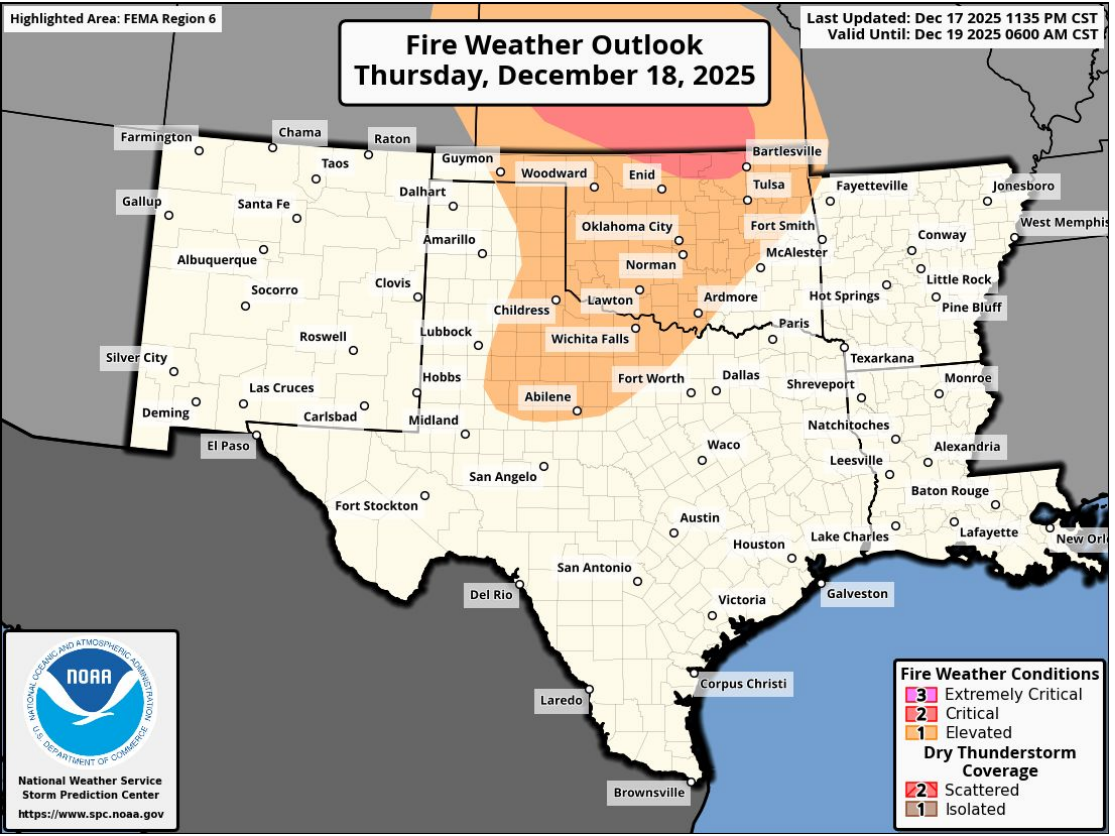 Highlighted Area: FEMA Region 6
Fire Weather Outlook
Thursday, December 18, 2025
Last Updated: Dec 17 2025 1135 PM CST
Valid Until: Dec 19 2025 0600 AM CST
Farmington
Chama
Raton
Taos
Guymon
Woodward
Enid
Bartlesville
Tulsa
Dalhart
Fayetteville
Jonesboro
Gallup
Santa Fe
Oklahoma City
Fort Smith
West Memphis
Amarillo
Conway
Albuquerque
Norman
McAlester
Little Rock
Socorro
Clovis
Childress
Lawton
Ardmore
Hot Springs
Pine Bluff
Roswell
Lubbock
Wichita Falls
Paris
Silver City
Texarkana
Las Cruces
Hobbs
Fort Worth
Dallas
Shreveport
Monroe
Deming
Carlsbad
Midland
Abilene
Natchitoches
El Paso
Waco
Alexandria
San Angelo
Leesville
Fort Stockton
Baton Rouge
Austin
Lake Charles
Lafayette
New Orl
Houston
San Antonio
Del Rio
Galveston
Victoria
Laredo
Corpus Christi
Brownsville
NATIONAL OCEANIC AND ATMOSPHERIC ADMINISTRATION
NOAA
U.S. DEPARTMENT OF COMMERCE
National Weather Service
Storm Prediction Center
https://www.spc.noaa.gov
Fire Weather Conditions
3 Extremely Critical
2 Critical
1 Elevated
Dry Thunderstorm
Coverage
2 Scattered
1 Isolated